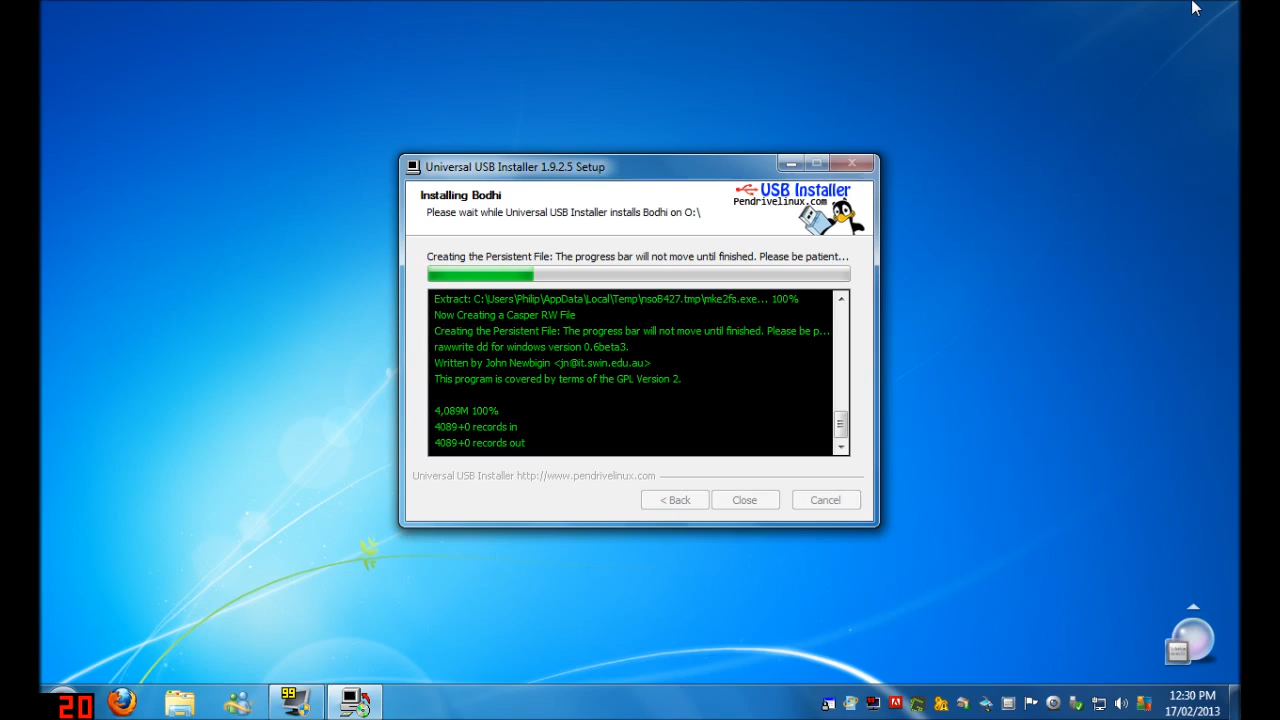 Universal USB Installer 1.9.2.5 Setup
Installing Bodhi
Please wait while Universal USB Installer installs Bodhi on O:\
USB Installer
Pendrivelinux.com
Creating the Persistent File: The progress bar will not move until finished. Please be patient...
Extract: C:\Users\Philip\AppData\Local\Temp\nsoB427.tmp\mke2fs.exe... 100%
Now Creating a Casper RW File
Creating the Persistent File: The progress bar will not move until finished. Please be p...
rawwrite dd for windows version 0.6beta3.
Written by John Newbigin <jn@it.swin.edu.au>
This program is covered by terms of the GPL Version 2.
4,089M 100%
4089+0 records in
4089+0 records out
Universal USB Installer http://www.pendrivelinux.com
< Back
Close
Cancel
20
99
12:30 PM
17/02/2013